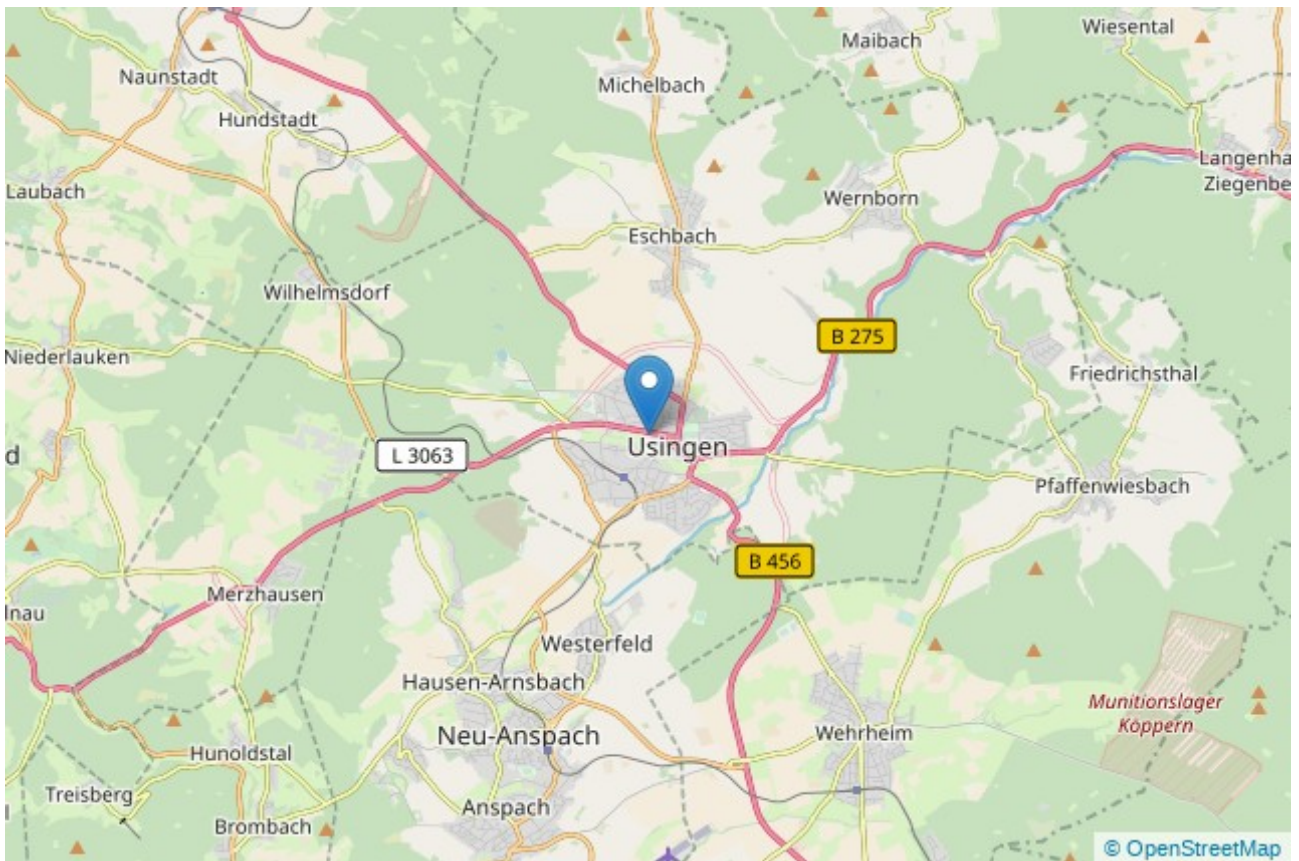 Wiesental
Maibach
Naunstadt
Michelbach
Hundstadt
Langenha
Ziegenbe
Laubach
Wernborn
Eschbach
Wilhelmsdorf
B 275
Niederlauken
Friedrichsthal
Usingen
d
L 3063
Pfaffenwiesbach
B 456
Merzhausen
lnau
Westerfeld
Hausen-Arnsbach
Munitionslager
Köppern
Neu-Anspach
Wehrheim
Hunoldstal
Treisberg
Anspach
Brombach
© OpenStreetMap